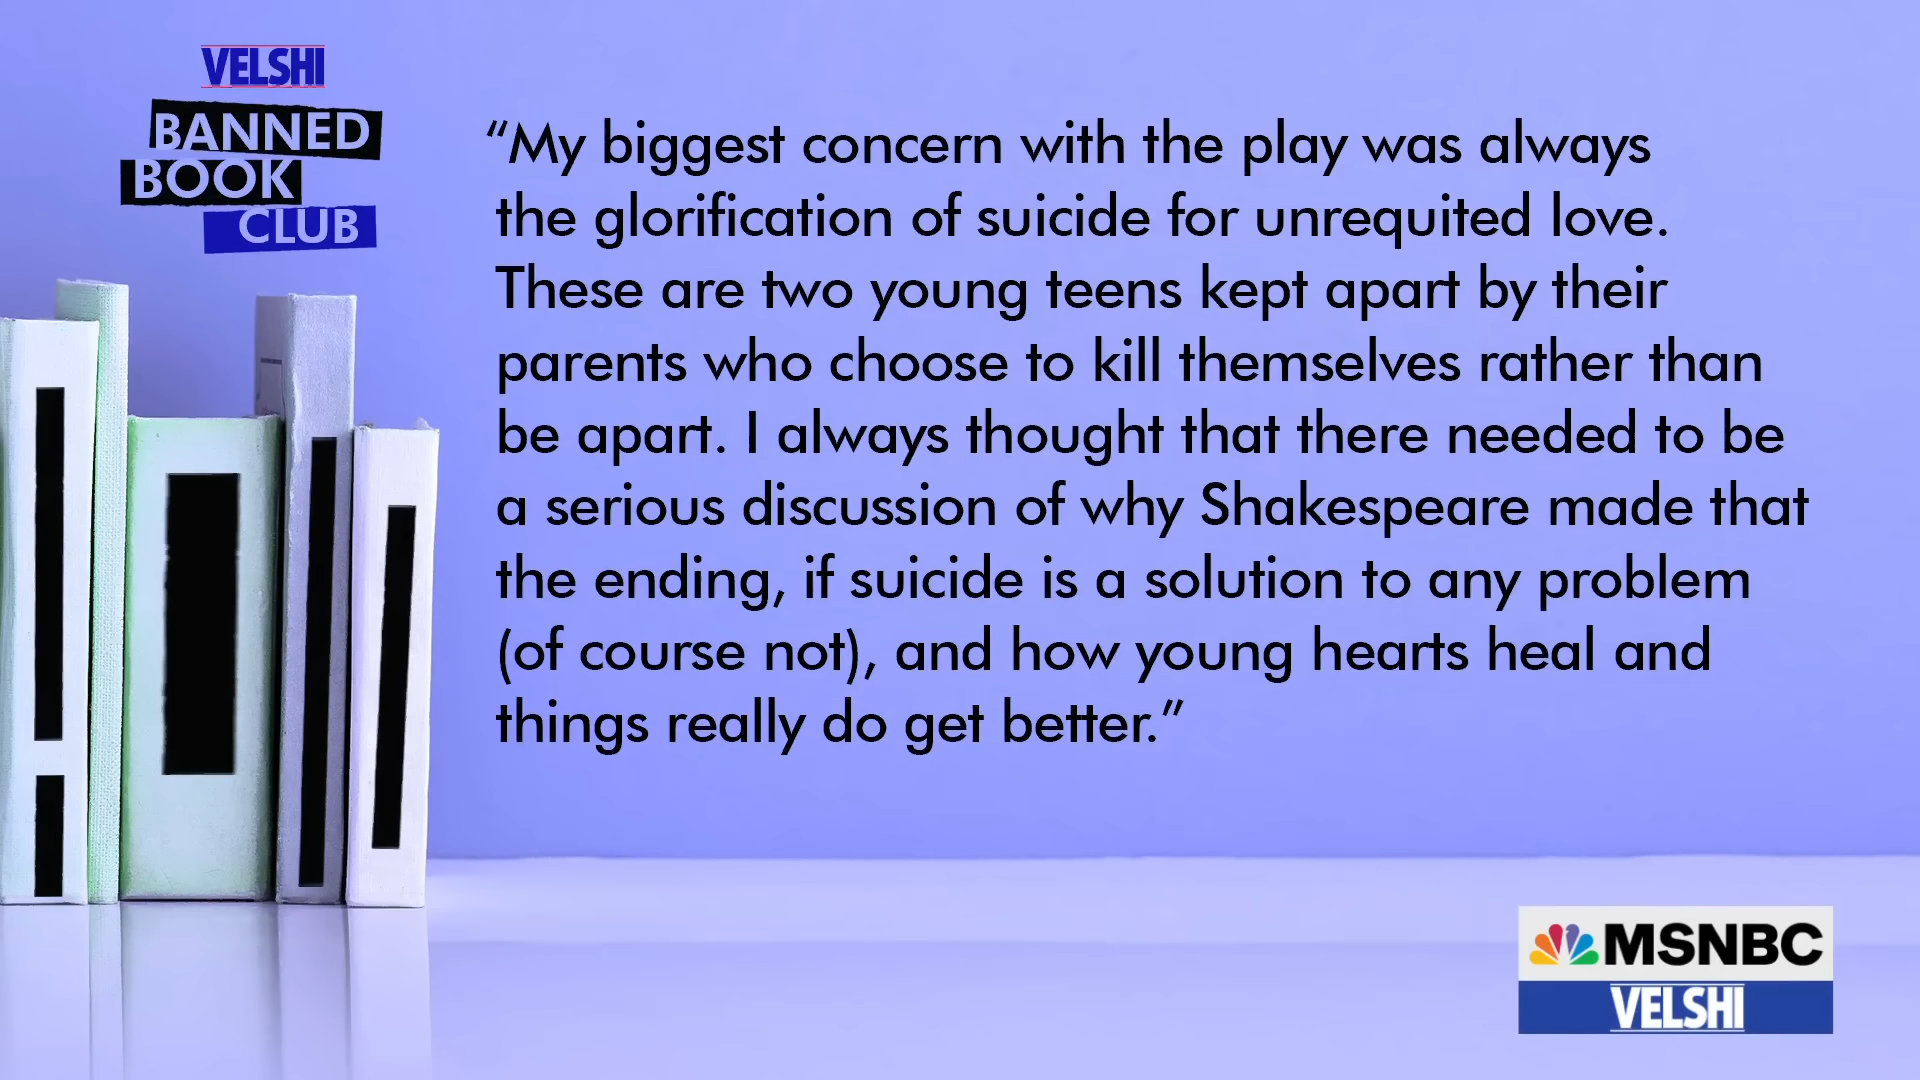 VELSHI
BANNED
BOOK
CLUB
“My biggest concern with the play was always
the glorification of suicide for unrequited love.
These are two young teens kept apart by their
parents who choose to kill themselves rather than
be apart. I always thought that there needed to be
a serious discussion of why Shakespeare made that
the ending, if suicide is a solution to any problem
(of course not), and how young hearts heal and
things really do get better.”
MSNBC
VELSHI